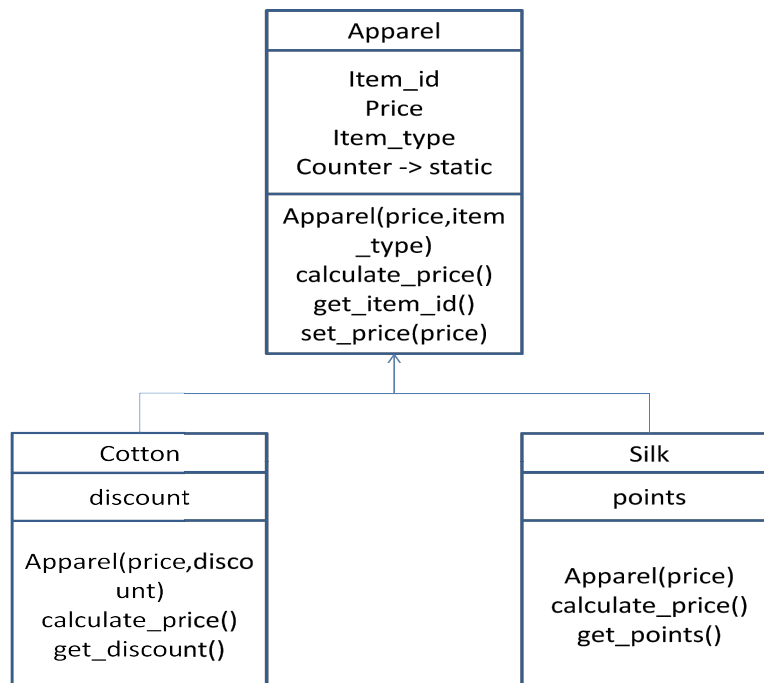 Apparel
Item_id
Price
Item_type
Counter -> static
Apparel(price,item
_type)
calculate_price()
get_item_id()
set_price(price)
Cotton
discount
Apparel(price,disco
unt)
calculate_price()
get_discount()
Silk
points
Apparel(price)
calculate_price()
get_points()